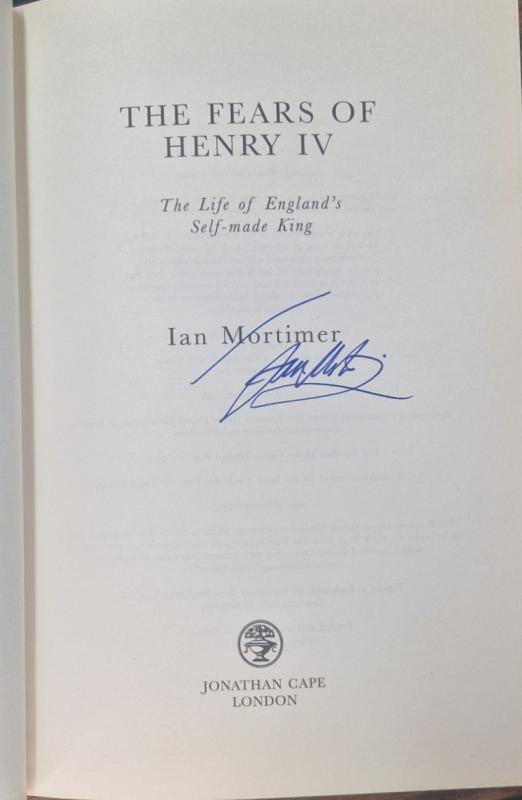 THE FEARS OF
HENRY IV
The Life of England's
Self-made King
Ian Mortimer
JONATHAN CAPE
LONDON